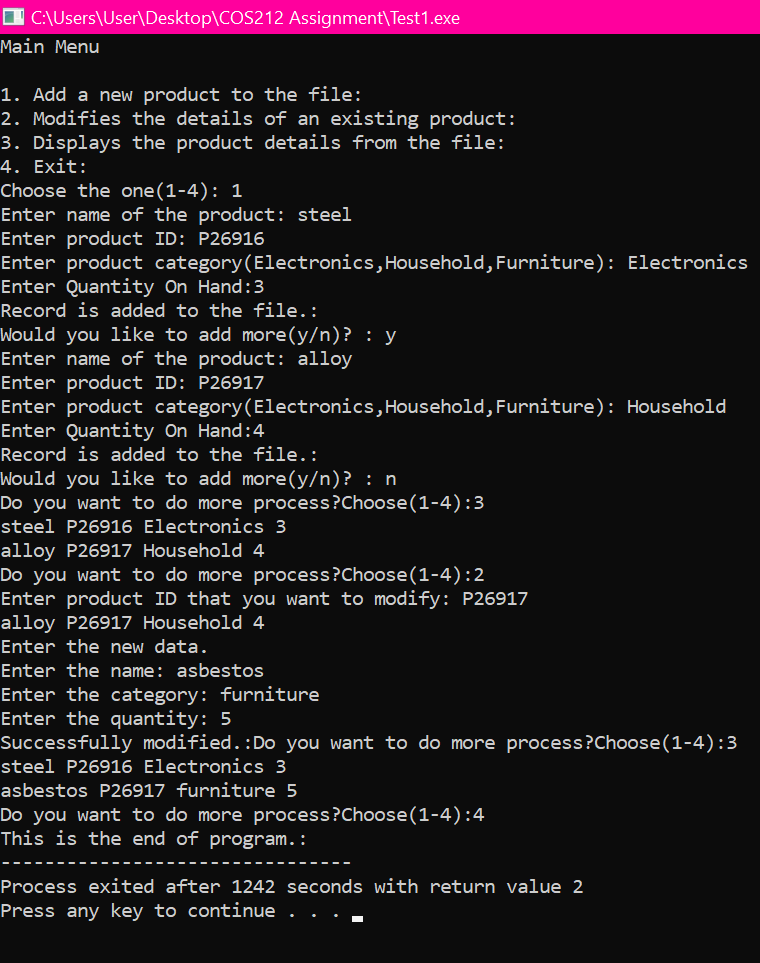 C:\Users\User\Desktop\COS212 Assignment\Test1.exe
Main Menu
1. Add a new product to the file:
2. Modifies the details of an existing product:
3. Displays the product details from the file:
4. Exit:
Choose the one(1-4): 1
Enter name of the product: steel
Enter product ID: P26916
Enter product category(Electronics,Household,Furniture): Electronics
Enter Quantity On Hand:3
Record is added to the file.:
Would you like to add more(y/n)? : y
Enter name of the product: alloy
Enter product ID: P26917
Enter product category(Electronics,Household,Furniture): Household
Enter Quantity On Hand:4
Record is added to the file.:
Would you like to add more(y/n)? : n
Do you want to do more process?Choose(1-4):3
steel P26916 Electronics 3
alloy P26917 Household 4
Do you want to do more process?Choose(1-4):2
Enter product ID that you want to modify: P26917
alloy P26917 Household 4
Enter the new data.
Enter the name: asbestos
Enter the category: furniture
Enter the quantity: 5
Successfully modified.:Do you want to do more process?Choose(1-4):3
steel P26916 Electronics 3
asbestos P26917 furniture 5
Do you want to do more process?Choose(1-4):4
This is the end of program.:
--------------------------------
Process exited after 1242 seconds with return value 2
Press any key to continue . . .